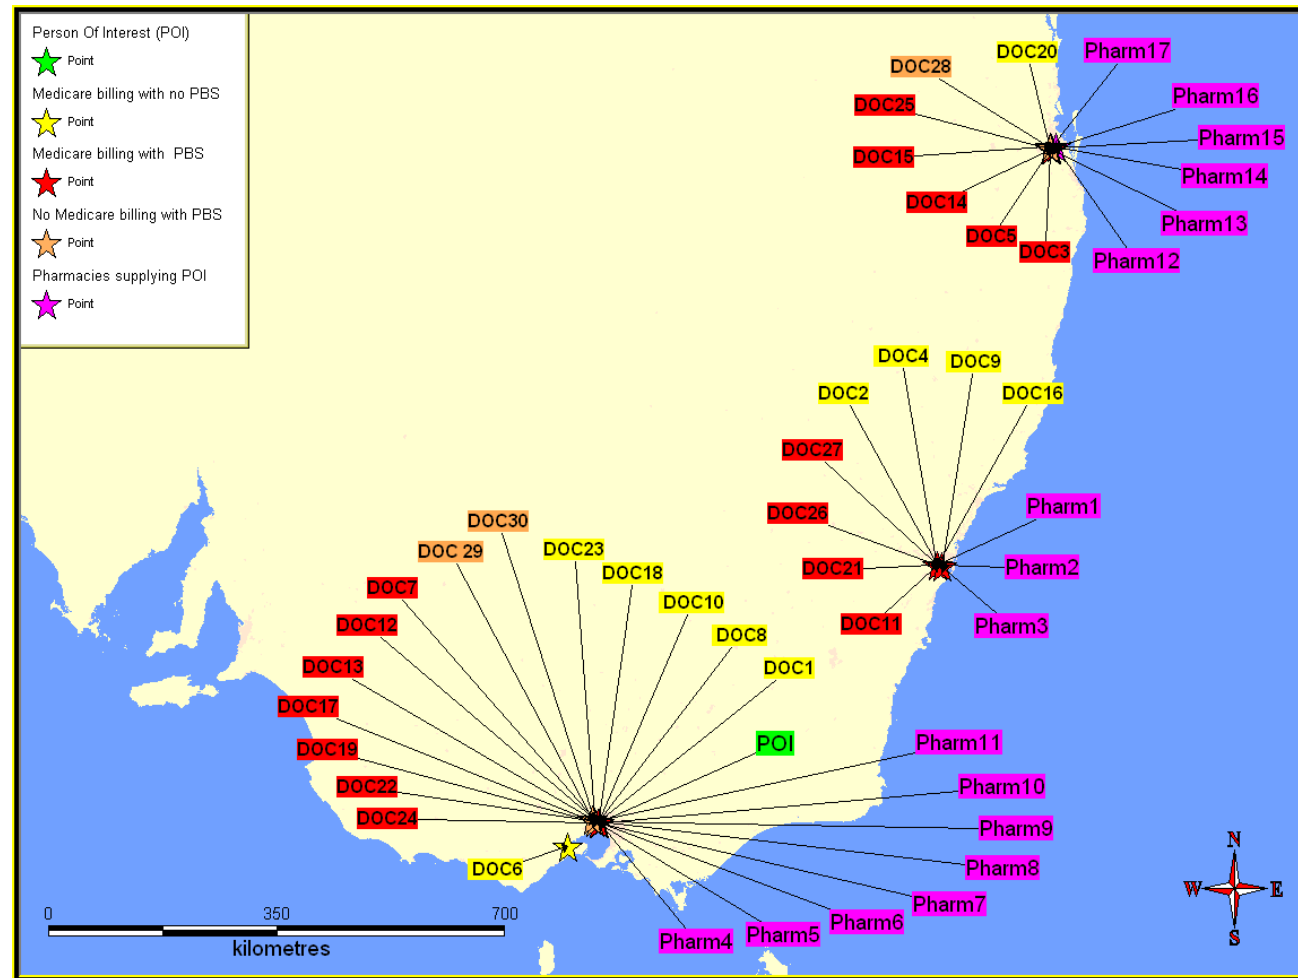 Person Of Interest (POI)
Point
Medicare billing with no PBS
Point
Medicare billing with PBS
Point
No Medicare billing with PBS
Point
Pharmacies supplying POI
Point
DOC20
Pharm17
DOC28
DOC25
Pharm16
Pharm15
DOC15
Pharm14
DOC14
Pharm13
DOC5
DOC3
Pharm12
DOC4
DOC9
DOC2
DOC16
DOC27
DOC26
Pharm1
DOC21
Pharm2
DOC11
Pharm3
DOC30
DOC 29
DOC23
DOC18
DOC7
DOC10
DOC12
DOC8
DOC13
DOC1
DOC17
DOC19
POI
Pharm11
DOC22
Pharm10
DOC24
Pharm9
DOC6
Pharm8
Pharm7
Pharm6
Pharm5
Pharm4
0 350 700
kilometres
N
W E
S